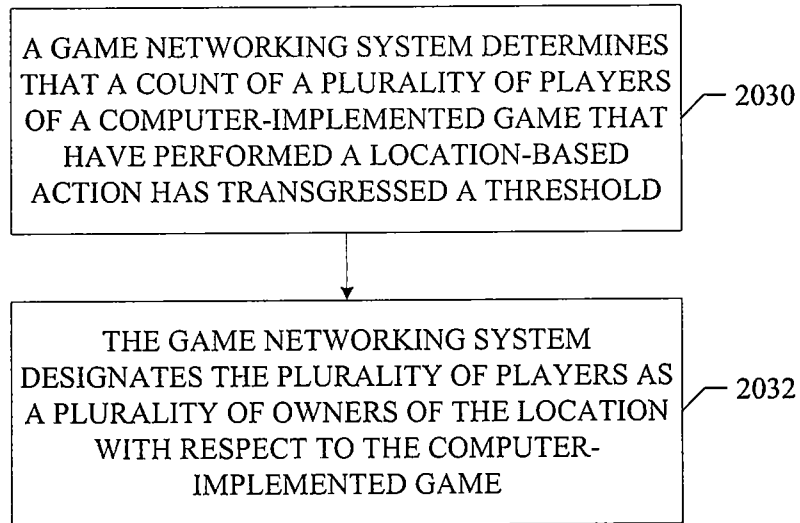 A GAME NETWORKING SYSTEM DETERMINES
THAT A COUNT OF A PLURALITY OF PLAYERS
OF A COMPUTER-IMPLEMENTED GAME THAT
HAVE PERFORMED A LOCATION-BASED
ACTION HAS TRANSGRESSED A THRESHOLD
2030
THE GAME NETWORKING SYSTEM
DESIGNATES THE PLURALITY OF PLAYERS AS
A PLURALITY OF OWNERS OF THE LOCATION
WITH RESPECT TO THE COMPUTER-
IMPLEMENTED GAME
2032